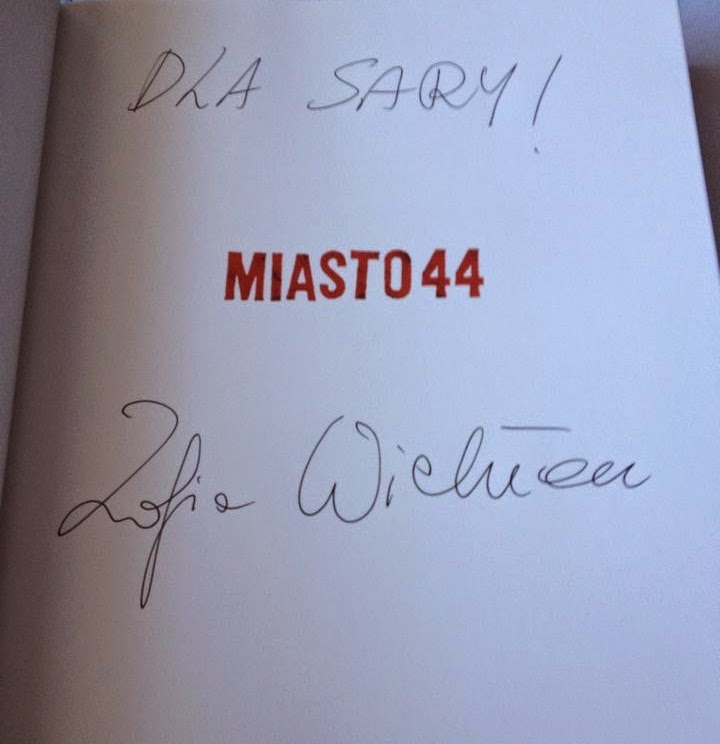 DLA SARY!
MIASTO 44
Zofia Wichłacz